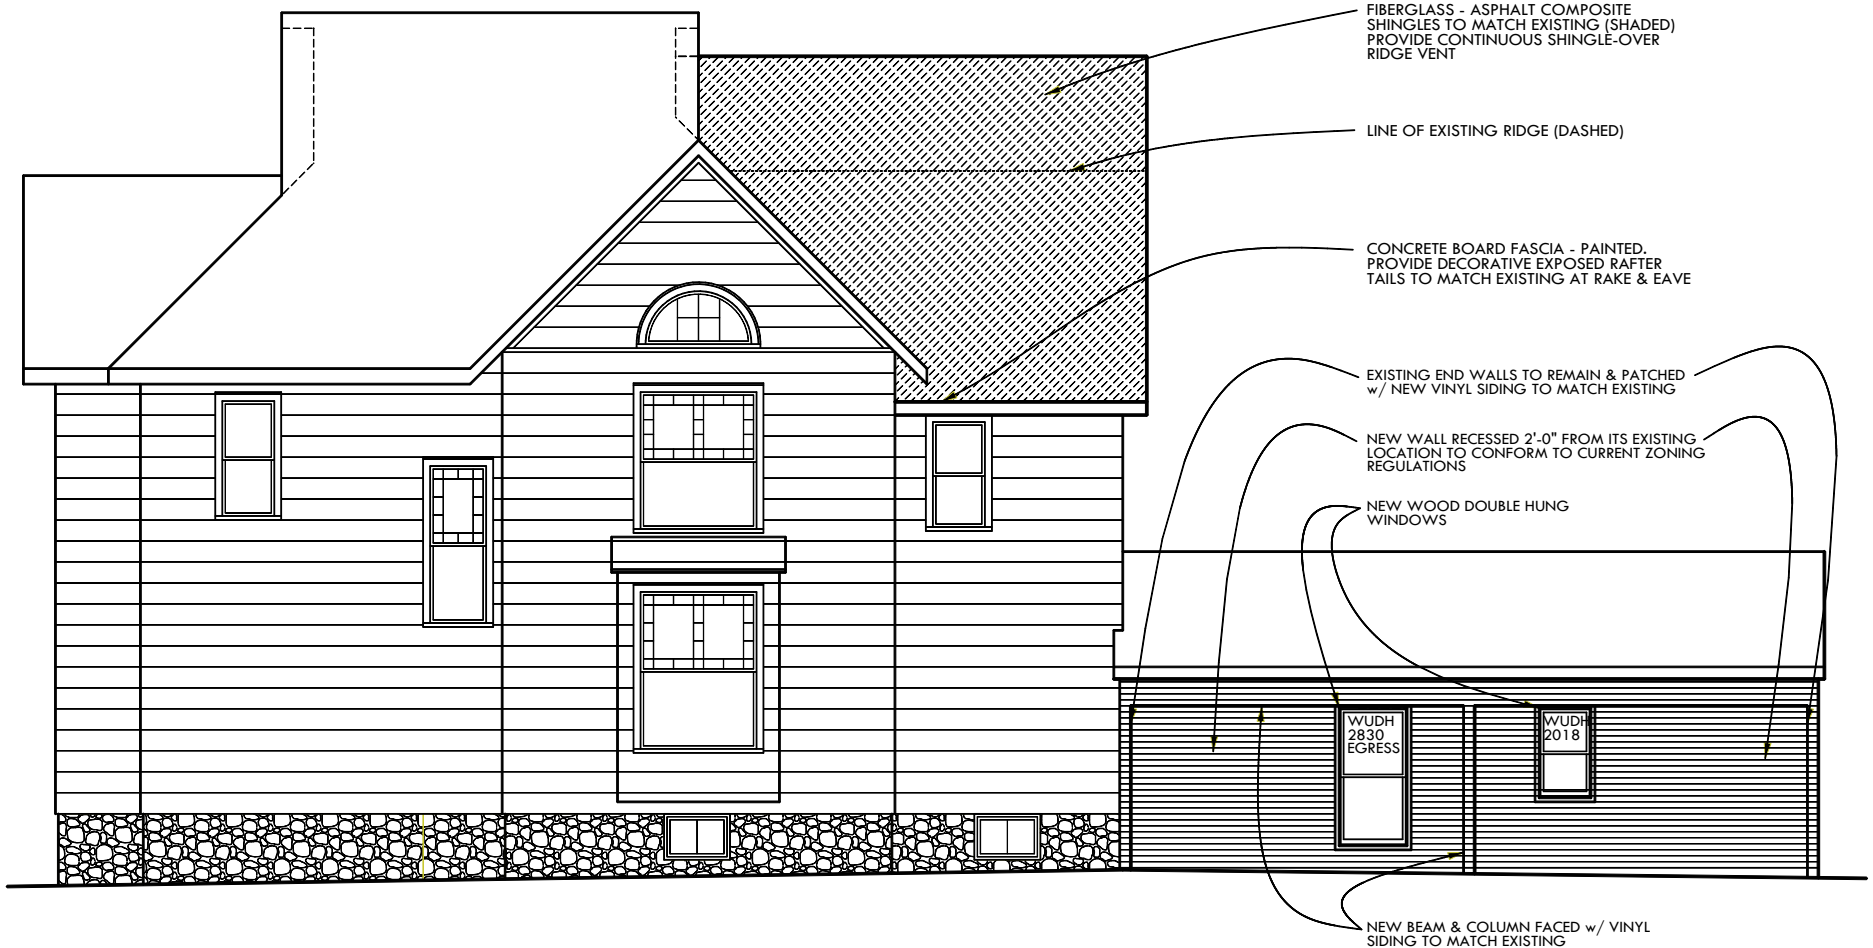 FIBERGLASS - ASPHALT COMPOSITE
SHINGLES TO MATCH EXISTING (SHADED)
PROVIDE CONTINUOUS SHINGLE-OVER
RIDGE VENT
LINE OF EXISTING RIDGE (DASHED)
CONCRETE BOARD FASCIA - PAINTED.
PROVIDE DECORATIVE EXPOSED RAFTER
TAILS TO MATCH EXISTING AT RAKE & EAVE
EXISTING END WALLS TO REMAIN & PATCHED
w/ NEW VINYL SIDING TO MATCH EXISTING
NEW WALL RECESSED 2'-0" FROM ITS EXISTING
LOCATION TO CONFORM TO CURRENT ZONING
REGULATIONS
NEW WOOD DOUBLE HUNG
WINDOWS
WUDH
2830
EGRESS
WUDH
2018
NEW BEAM & COLUMN FACED w/ VINYL
SIDING TO MATCH EXISTING